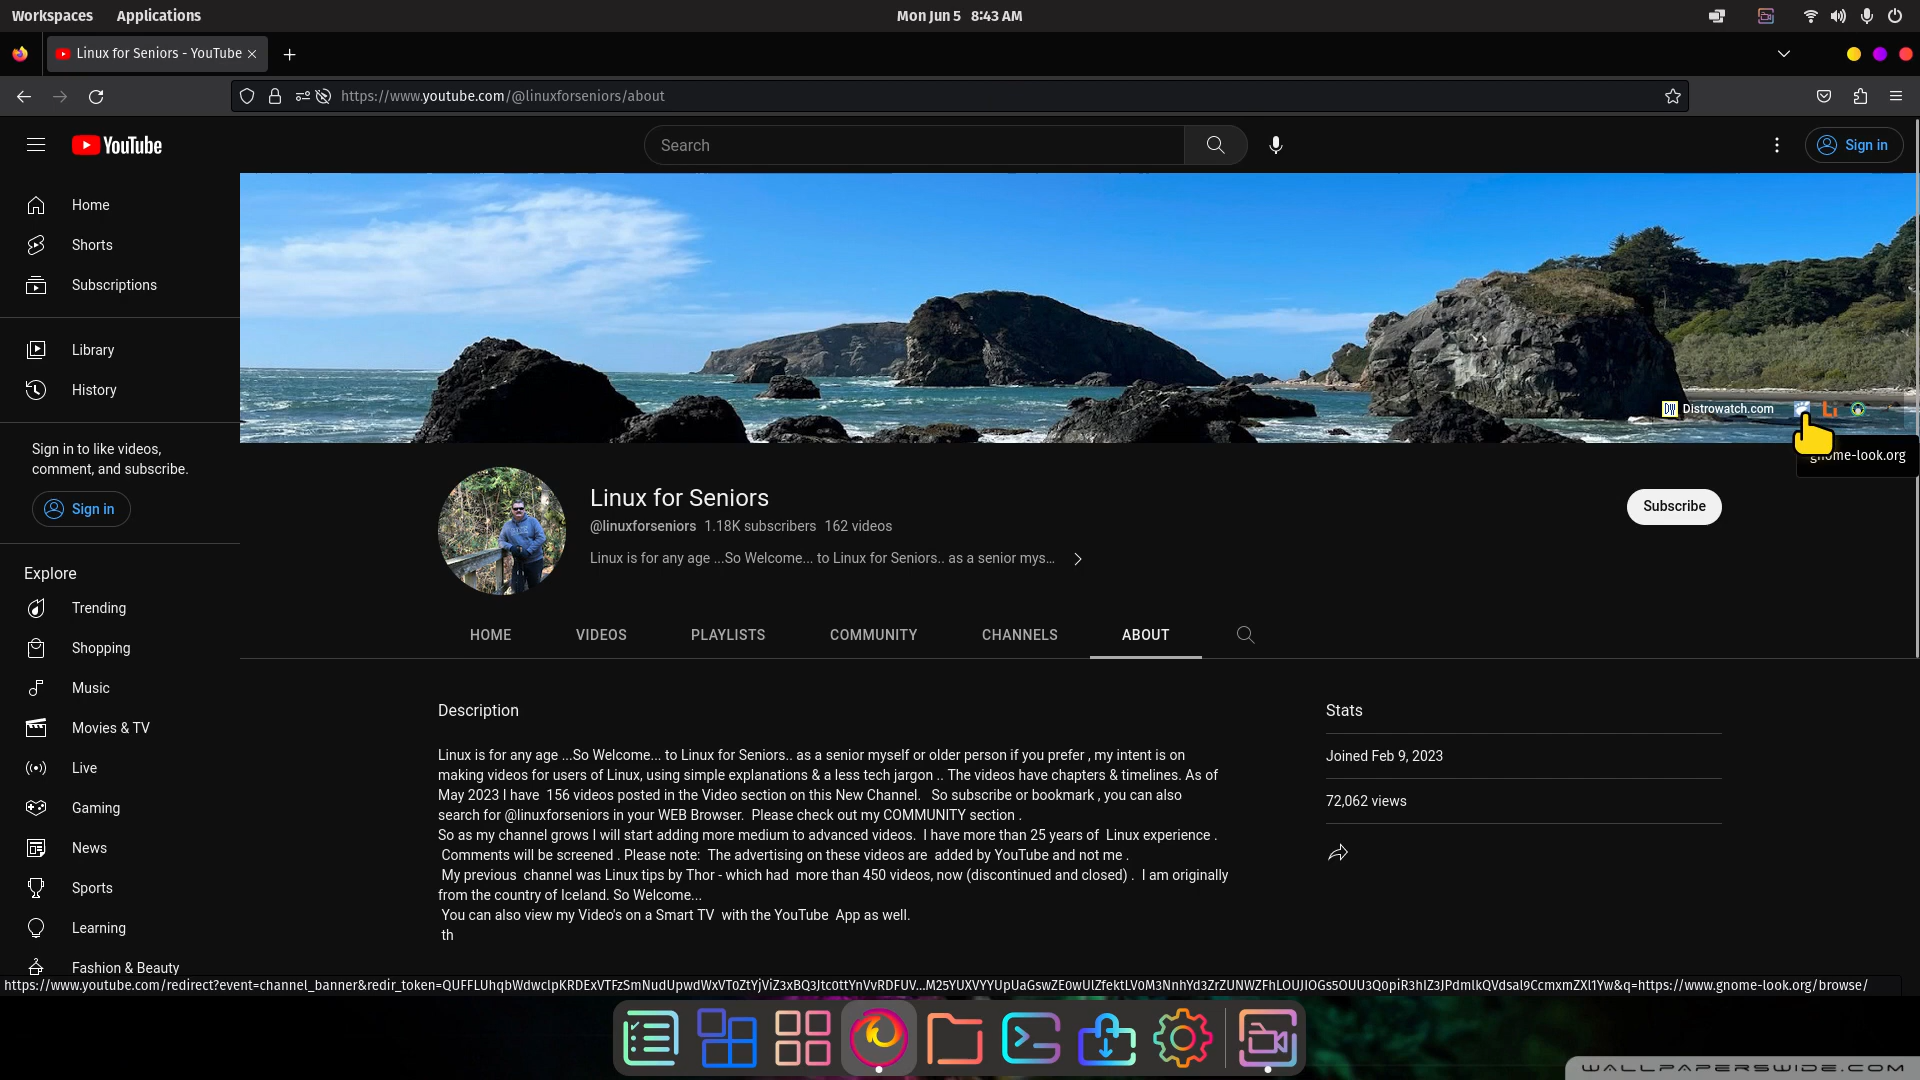 Workspaces Applications Mon Jun 5 8:43 AM
Linux for Seniors - YouTube
https://www.youtube.com/@linuxforseniors/about
YouTube Search Sign in
Home
Shorts
Subscriptions
Library
History
Sign in to like videos,
comment, and subscribe.
Sign in
Explore
Trending
Shopping
Music
Movies & TV
Live
Gaming
News
Sports
Learning
Fashion & Beauty
DW Distrowatch.com
gnome-look.org
Linux for Seniors
@linuxforseniors 1.18K subscribers 162 videos
Linux is for any age ...So Welcome... to Linux for Seniors.. as a senior mys...
Subscribe
HOME VIDEOS PLAYLISTS COMMUNITY CHANNELS ABOUT
Description
Linux is for any age ...So Welcome... to Linux for Seniors.. as a senior myself or older person if you prefer , my intent is on
making videos for users of Linux, using simple explanations & a less tech jargon .. The videos have chapters & timelines. As of
May 2023 I have 156 videos posted in the Video section on this New Channel. So subscribe or bookmark , you can also
search for @linuxforseniors in your WEB Browser. Please check out my COMMUNITY section .
So as my channel grows I will start adding more medium to advanced videos. I have more than 25 years of Linux experience .
Comments will be screened . Please note: The advertising on these videos are added by YouTube and not me .
My previous channel was Linux tips by Thor - which had more than 450 videos, now (discontinued and closed) . I am originally
from the country of Iceland. So Welcome...
You can also view my Video's on a Smart TV with the YouTube App as well.
th
Stats
Joined Feb 9, 2023
72,062 views
WALLPAPERSWIDE.COM